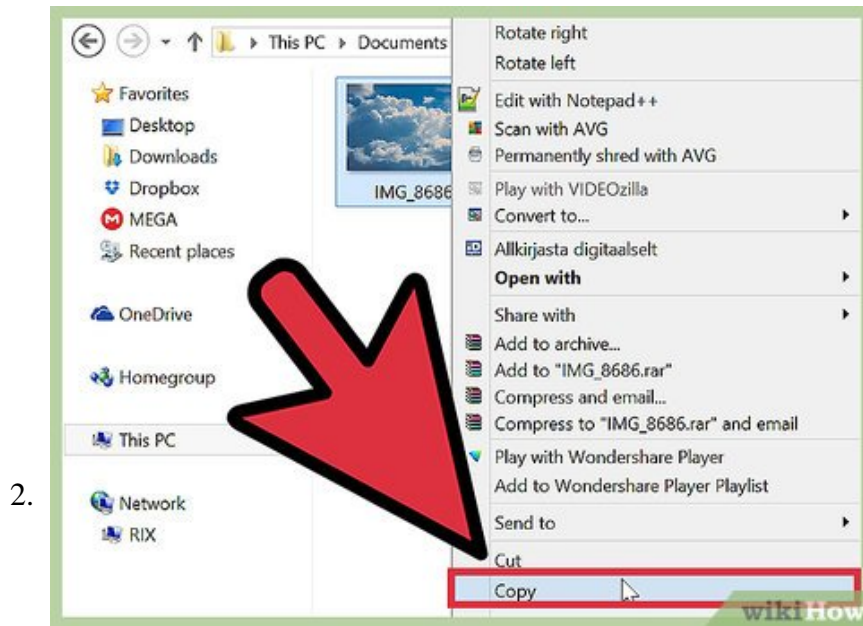 This PC ▸ Documents
Favorites
Desktop
Downloads
Dropbox
MEGA
Recent places
OneDrive
Homegroup
This PC
Network
RIX
IMG_8686
Rotate right
Rotate left
Edit with Notepad++
Scan with AVG
Permanently shred with AVG
Play with VIDEOzilla
Convert to...
Allkirjasta digitaalselt
Open with
Share with
Add to archive...
Add to "IMG_8686.rar"
Compress and email...
Compress to "IMG_8686.rar" and email
Play with Wondershare Player
Add to Wondershare Player Playlist
Send to
Cut
Copy
2.
wikiHow